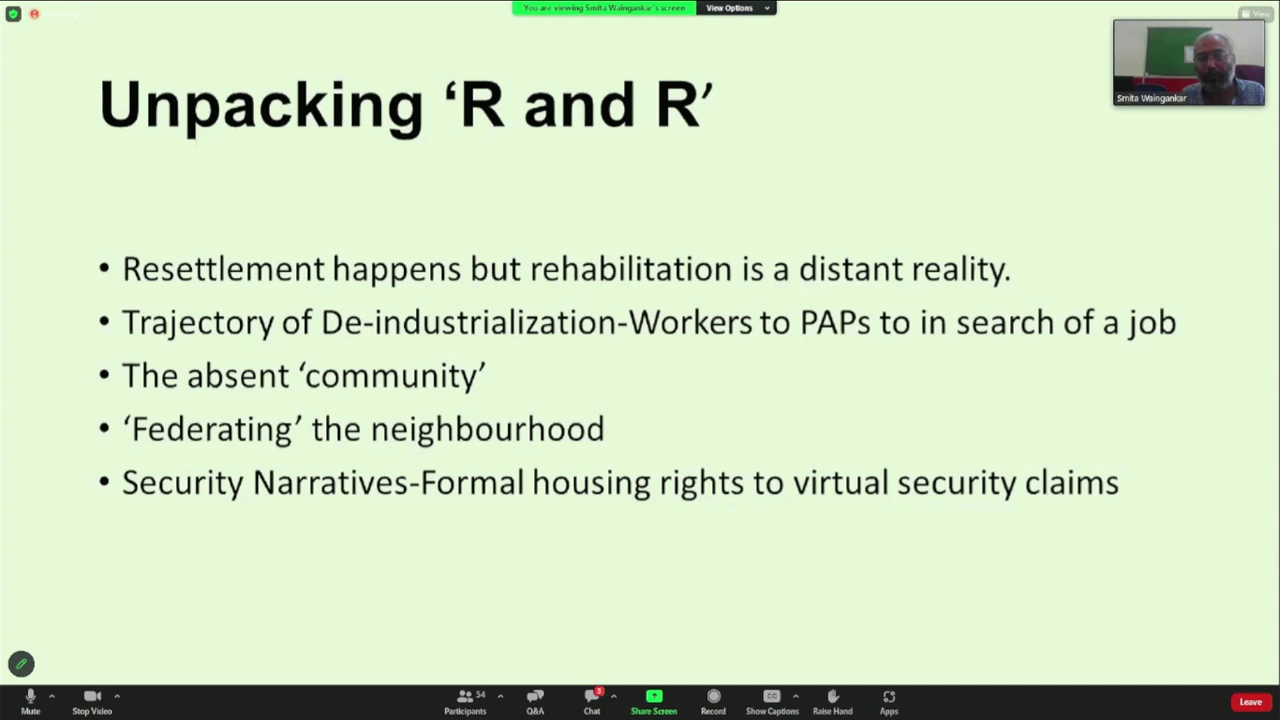 You are viewing Smita Waingankar's screen
View Options
View
Smita Waingankar
Unpacking ‘R and R’
• Resettlement happens but rehabilitation is a distant reality.
• Trajectory of De-industrialization-Workers to PAPs to in search of a job
• The absent ‘community’
• ‘Federating’ the neighbourhood
• Security Narratives-Formal housing rights to virtual security claims
Mute
Stop Video
54
Participants
Q&A
3
Chat
Share Screen
Record
CC
Show Captions
Raise Hand
Apps
Leave